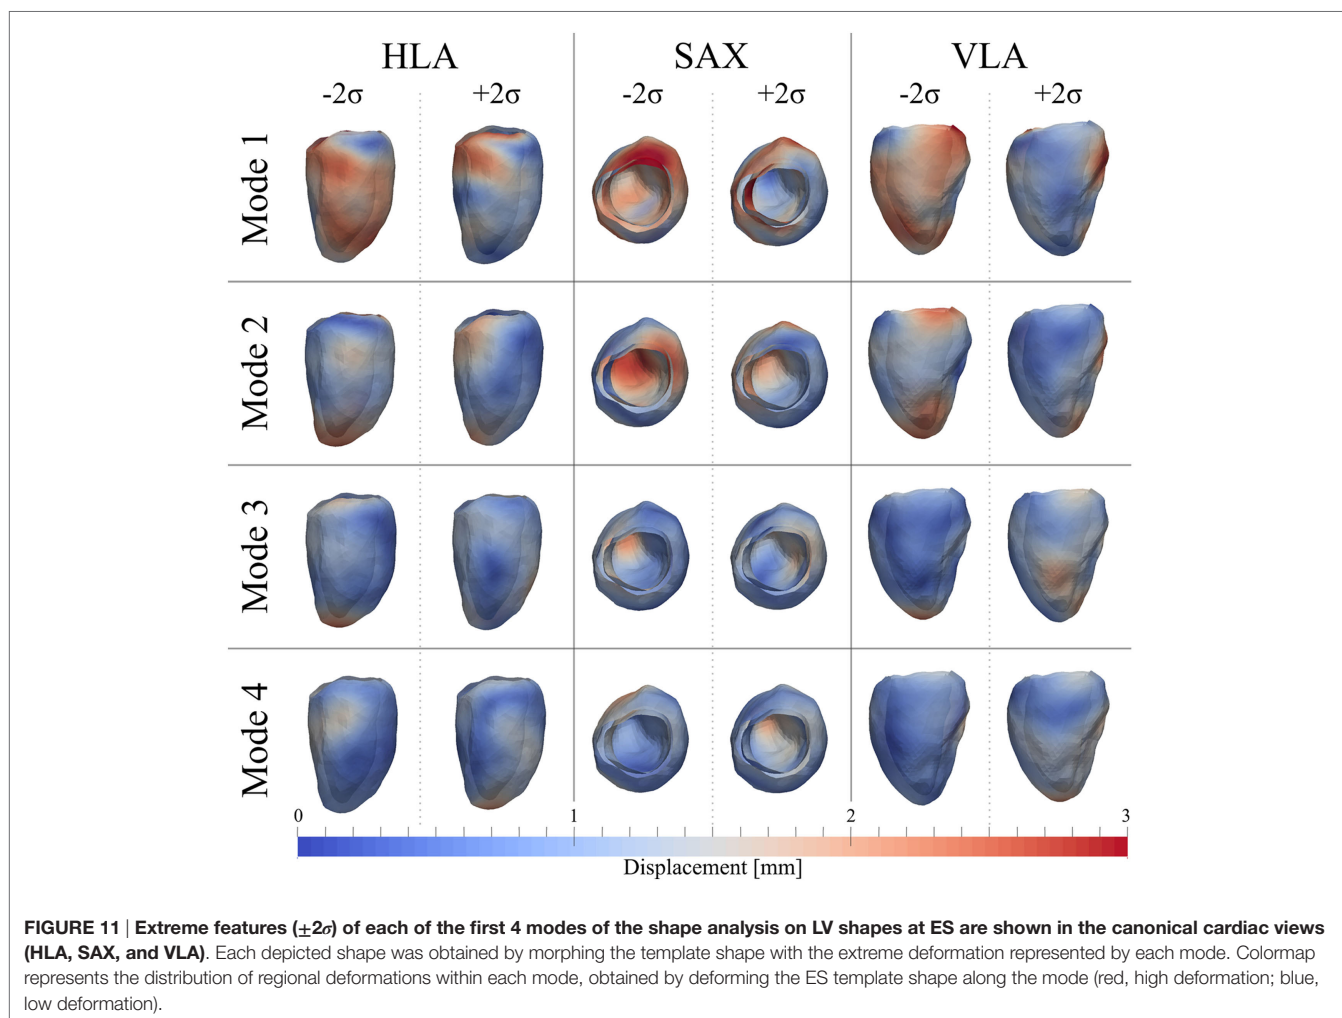 HLA SAX VLA
-2σ +2σ -2σ +2σ -2σ +2σ
Mode 1
Mode 2
Mode 3
Mode 4
0 1 2 3
Displacement [mm]
FIGURE 11 | Extreme features (±2σ) of each of the first 4 modes of the shape analysis on LV shapes at ES are shown in the canonical cardiac views
(HLA, SAX, and VLA). Each depicted shape was obtained by morphing the template shape with the extreme deformation represented by each mode. Colormap
represents the distribution of regional deformations within each mode, obtained by deforming the ES template shape along the mode (red, high deformation; blue,
low deformation).